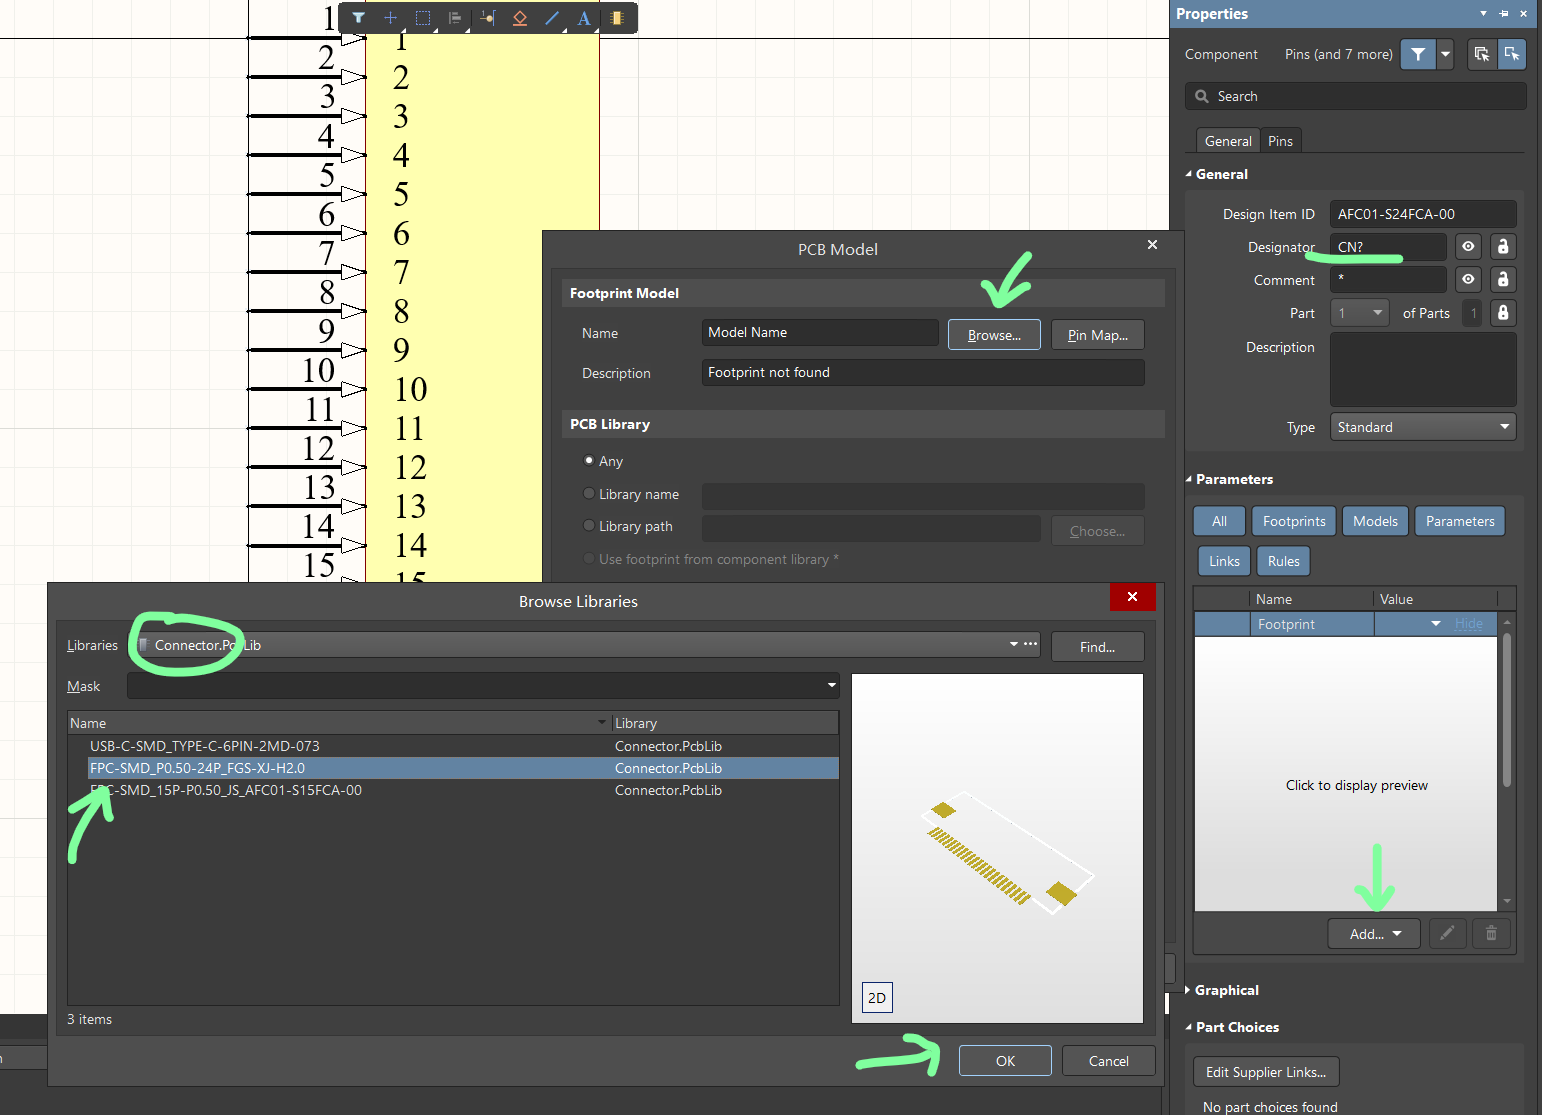 1
2
3
4
5
6
7
8
9
10
11
12
13
14
15
1
2
3
4
5
6
7
8
9
10
11
12
13
14
15
A
Properties
Component Pins (and 7 more)
Search
General Pins
General
Design Item ID AFC01-S24FCA-00
Designator CN?
Comment *
Part 1 of Parts 1
Description
Type Standard
Parameters
All Footprints Models Parameters
Links Rules
Name Value
Footprint Hide
Click to display preview
Add...
Graphical
Part Choices
Edit Supplier Links...
No part choices found
PCB Model
Footprint Model
Name Model Name Browse... Pin Map...
Description Footprint not found
PCB Library
Any
Library name
Library path Choose...
Use footprint from component library *
Browse Libraries
Libraries Connector.PcbLib Find...
Mask
Name Library
USB-C-SMD_TYPE-C-6PIN-2MD-073 Connector.PcbLib
FPC-SMD_P0.50-24P_FGS-XJ-H2.0 Connector.PcbLib
FPC-SMD_15P-P0.50_JS_AFC01-S15FCA-00 Connector.PcbLib
2D
3 items
OK Cancel